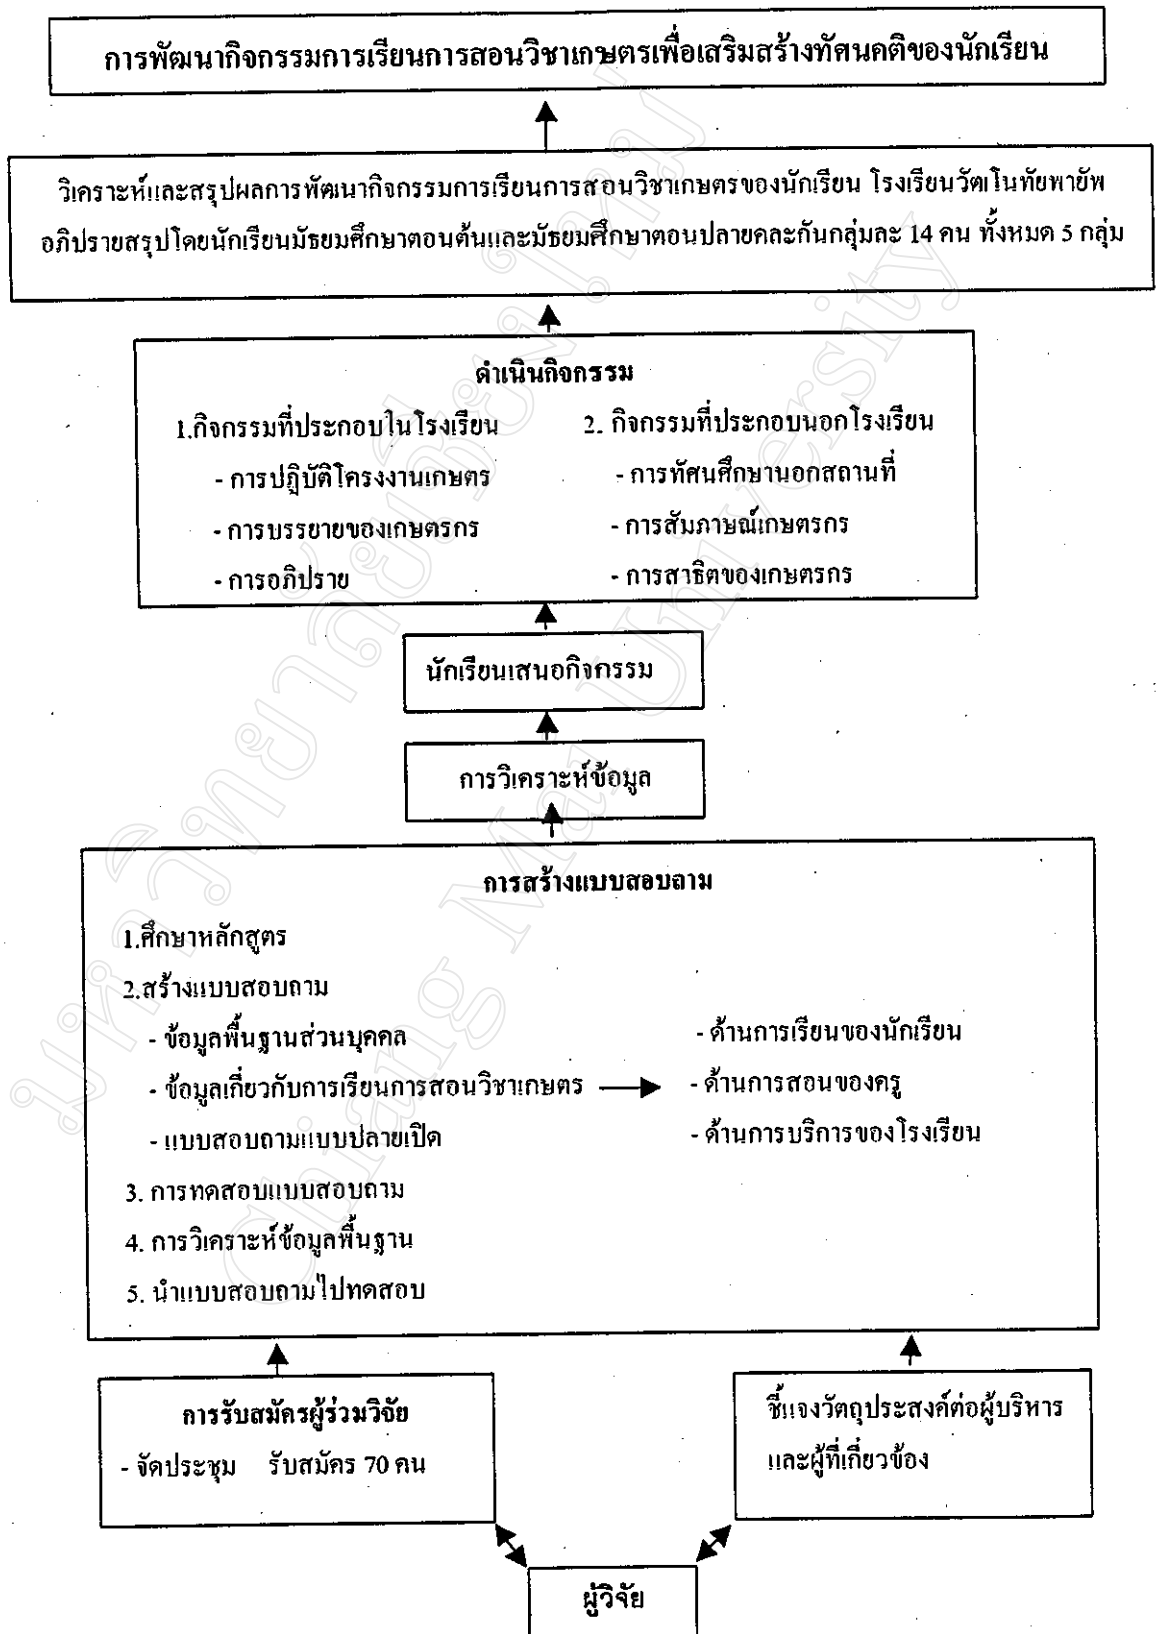 การพัฒนากิจกรรมการเรียนการสอนวิชาเกษตรเพื่อเสริมสร้างทัศนคติของนักเรียน
วิเคราะห์และสรุปผลการพัฒนากิจกรรมการเรียนการสอนวิชาเกษตรของนักเรียน โรงเรียนวัดเวโนทัยพายัพ
อภิปรายสรุปโดยนักเรียนมัธยมศึกษาตอนต้นและมัธยมศึกษาตอนปลายคละกันกลุ่มละ 14 คน ทั้งหมด 5 กลุ่ม
ดำเนินกิจกรรม
1.กิจกรรมที่ประกอบในโรงเรียน 2. กิจกรรมที่ประกอบนอกโรงเรียน
- การปฏิบัติโครงงานเกษตร - การทัศนศึกษานอกสถานที่
- การบรรยายของเกษตรกร - การสัมภาษณ์เกษตรกร
- การอภิปราย - การสาธิตของเกษตรกร
นักเรียนเสนอกิจกรรม
การวิเคราะห์ข้อมูล
การสร้างแบบสอบถาม
1.ศึกษาหลักสูตร
2.สร้างแบบสอบถาม
- ข้อมูลพื้นฐานส่วนบุคคล - ด้านการเรียนของนักเรียน
- ข้อมูลเกี่ยวกับการเรียนการสอนวิชาเกษตร - ด้านการสอนของครู
- แบบสอบถามแบบปลายเปิด - ด้านการบริการของโรงเรียน
3. การทดสอบแบบสอบถาม
4. การวิเคราะห์ข้อมูลพื้นฐาน
5. นำแบบสอบถามไปทดสอบ
การรับสมัครผู้ร่วมวิจัย
- จัดประชุม รับสมัคร 70 คน
ชี้แจงวัตถุประสงค์ต่อผู้บริหาร
และผู้ที่เกี่ยวข้อง
ผู้วิจัย
มหาวิทยาลัยเชียงใหม่
Chiang Mai University